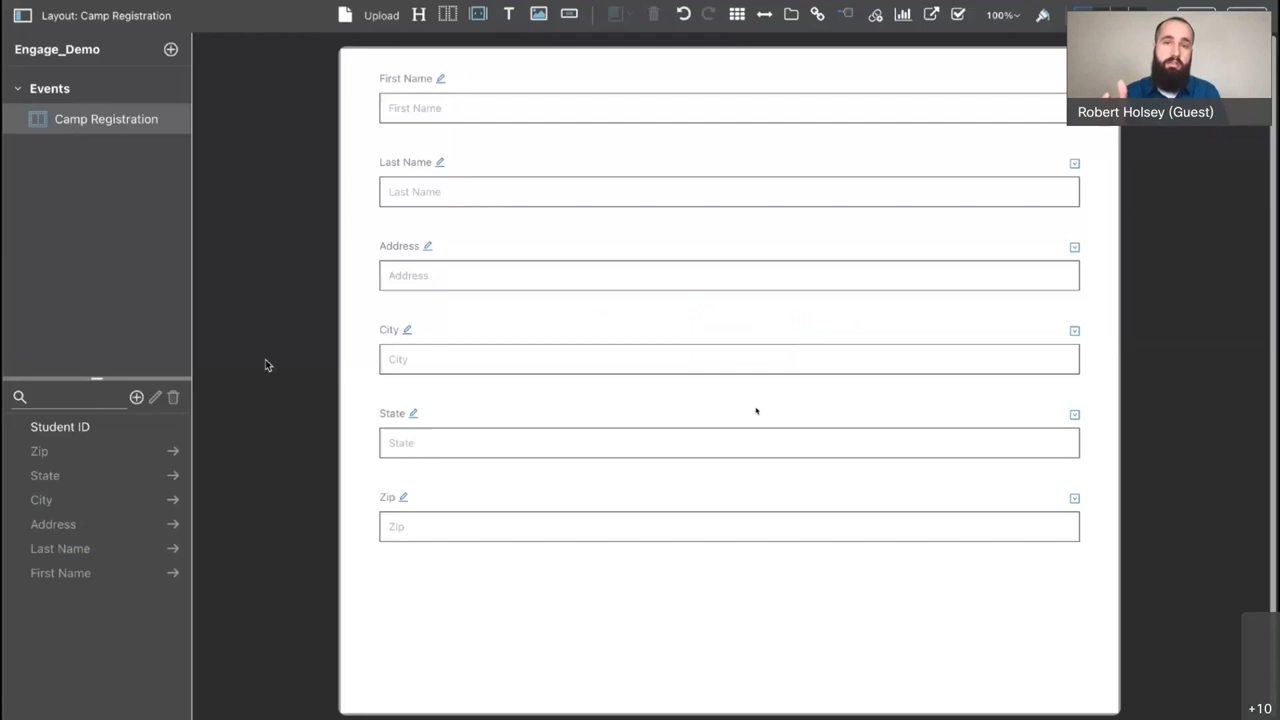 Layout: Camp Registration
Upload
H
T
100%
Engage_Demo
Events
Camp Registration
Student ID
Zip
State
City
Address
Last Name
First Name
First Name
First Name
Last Name
Last Name
Address
Address
City
City
State
State
Zip
Zip
Robert Holsey (Guest)
+10